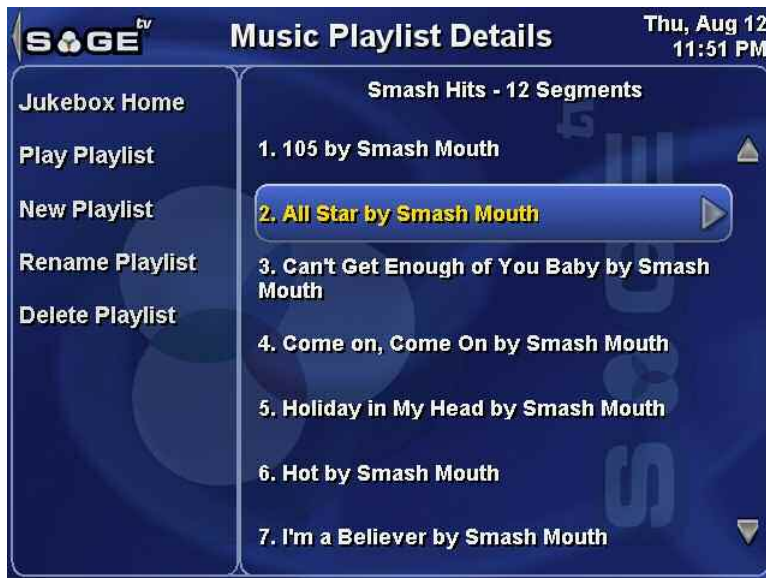 SAGE tv
Music Playlist Details
Thu, Aug 12
11:51 PM
Jukebox Home
Play Playlist
New Playlist
Rename Playlist
Delete Playlist
Smash Hits - 12 Segments
1. 105 by Smash Mouth
2. All Star by Smash Mouth
3. Can't Get Enough of You Baby by Smash
Mouth
4. Come on, Come On by Smash Mouth
5. Holiday in My Head by Smash Mouth
6. Hot by Smash Mouth
7. I'm a Believer by Smash Mouth
SAGE tv